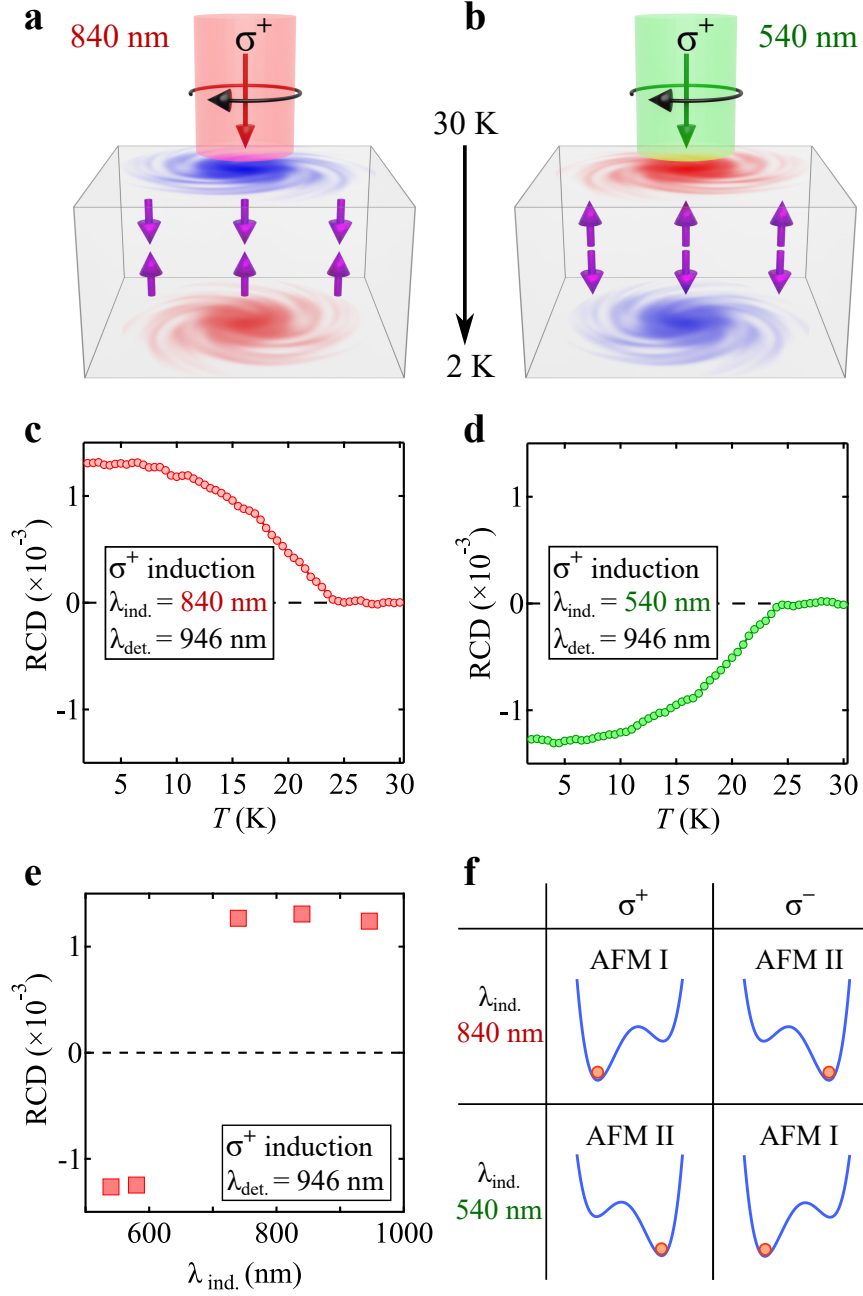 a
840 nm
σ+
30 K
2 K
b
σ+
540 nm
c
RCD (×10⁻³)
1
0
-1
σ+ induction
λind. = 840 nm
λdet. = 946 nm
5 10 15 20 25 30
T (K)
d
RCD (×10⁻³)
1
0
-1
σ+ induction
λind. = 540 nm
λdet. = 946 nm
5 10 15 20 25 30
T (K)
e
RCD (×10⁻³)
1
0
-1
σ+ induction
λdet. = 946 nm
600 800 1000
λind. (nm)
f
σ+ σ−
λind.
840 nm
AFM I AFM II
λind.
540 nm
AFM II AFM I